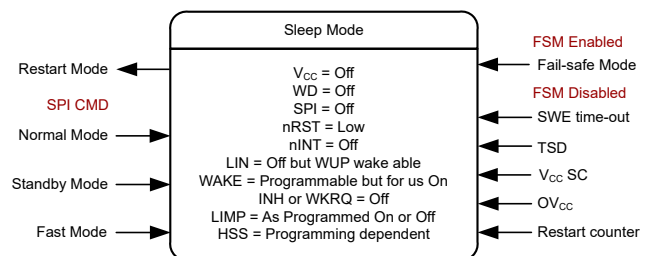 Sleep Mode
FSM Enabled
Restart Mode
Fail-safe Mode
V_CC = Off
WD = Off
FSM Disabled
SPI = Off
SPI CMD
SWE time-out
nRST = Low
Normal Mode
nINT = Off
TSD
LIN = Off but WUP wake able
V_CC SC
WAKE = Programmable but for us On
Standby Mode
INH or WKRQ = Off
OV_CC
LIMP = As Programmed On or Off
Fast Mode
HSS = Programming dependent
Restart counter